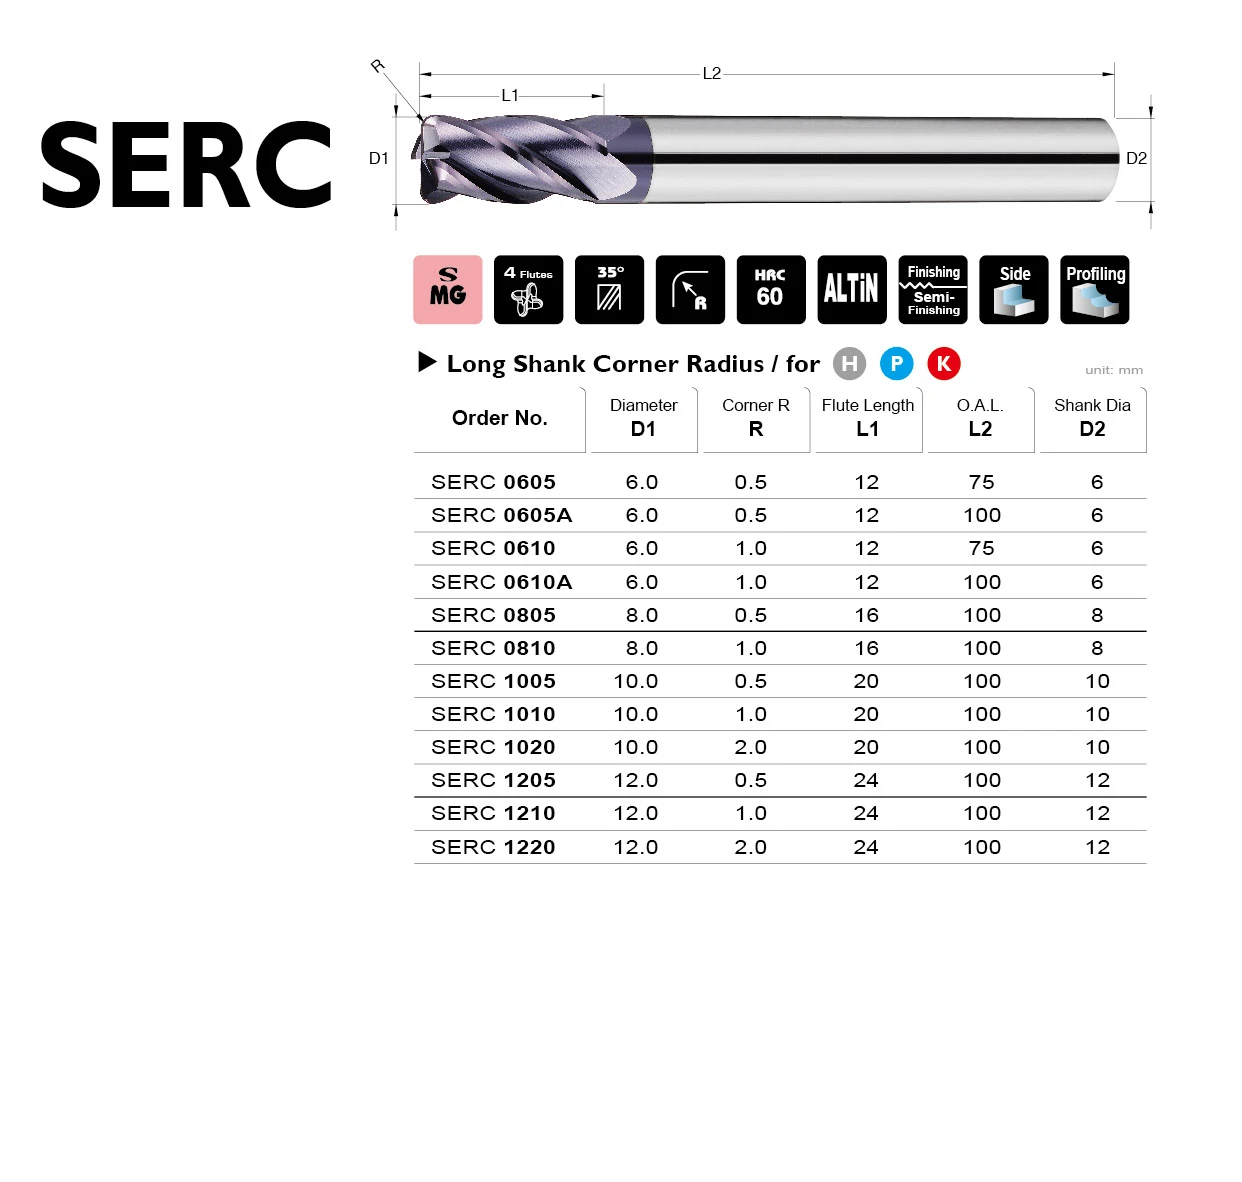 SERC
R
L2
L1
D1
D2
S MG
4 Flutes
35°
R
HRC 60
ALTiN
Finishing
Semi-Finishing
Side
Profiling
Long Shank Corner Radius / for H P K
unit: mm
Order No. Diameter D1 Corner R R Flute Length L1 O.A.L. L2 Shank Dia D2
SERC 0605 6.0 0.5 12 75 6
SERC 0605A 6.0 0.5 12 100 6
SERC 0610 6.0 1.0 12 75 6
SERC 0610A 6.0 1.0 12 100 6
SERC 0805 8.0 0.5 16 100 8
SERC 0810 8.0 1.0 16 100 8
SERC 1005 10.0 0.5 20 100 10
SERC 1010 10.0 1.0 20 100 10
SERC 1020 10.0 2.0 20 100 10
SERC 1205 12.0 0.5 24 100 12
SERC 1210 12.0 1.0 24 100 12
SERC 1220 12.0 2.0 24 100 12